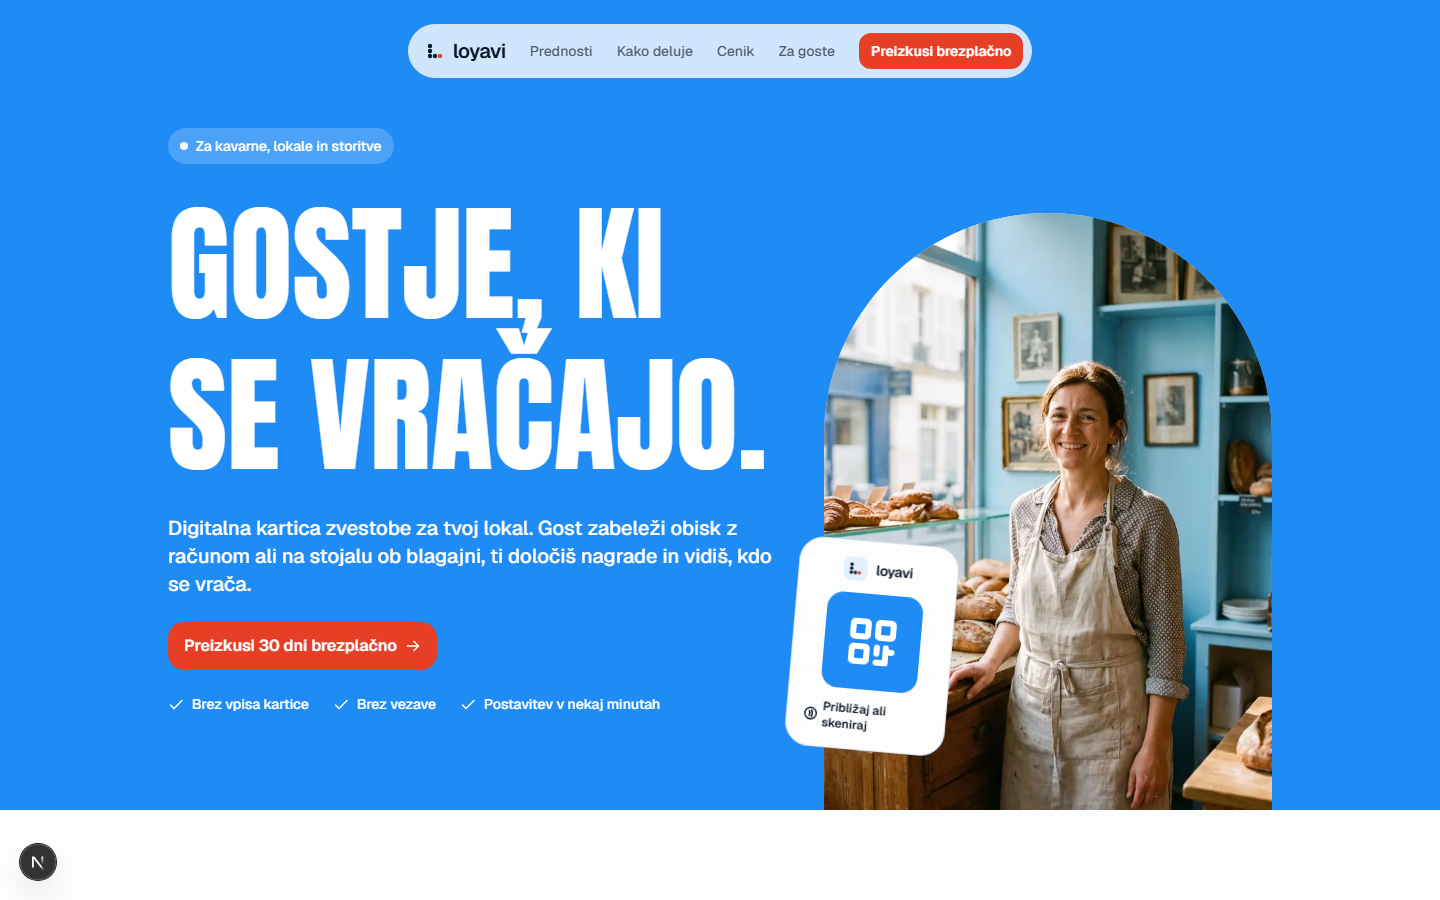 loyavi
Prednosti
Kako deluje
Cenik
Za goste
Preizkusi brezplačno
Za kavarne, lokale in storitve
GOSTJE, KI
SE VRAČAJO.
Digitalna kartica zvestobe za tvoj lokal. Gost zabeleži obisk z
računom ali na stojalu ob blagajni, ti določiš nagrade in vidiš, kdo
se vrača.
Preizkusi 30 dni brezplačno →
Brez vpisa kartice
Brez vezave
Postavitev v nekaj minutah
loyavi
Približaj ali
skeniraj
N